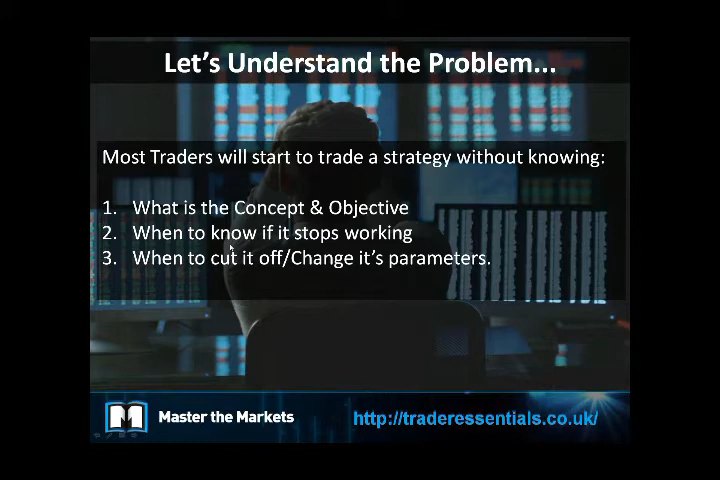 Let's Understand the Problem...
Most Traders will start to trade a strategy without knowing:
1. What is the Concept & Objective
2. When to know if it stops working
3. When to cut it off/Change it's parameters.
Master the Markets
http://traderessentials.co.uk/